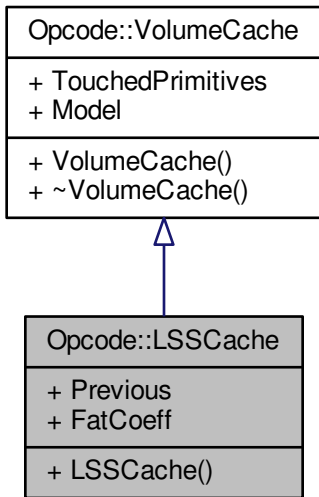 Opcode::VolumeCache
+ TouchedPrimitives
+ Model
+ VolumeCache()
+ ~VolumeCache()
Opcode::LSSCache
+ Previous
+ FatCoeff
+ LSSCache()